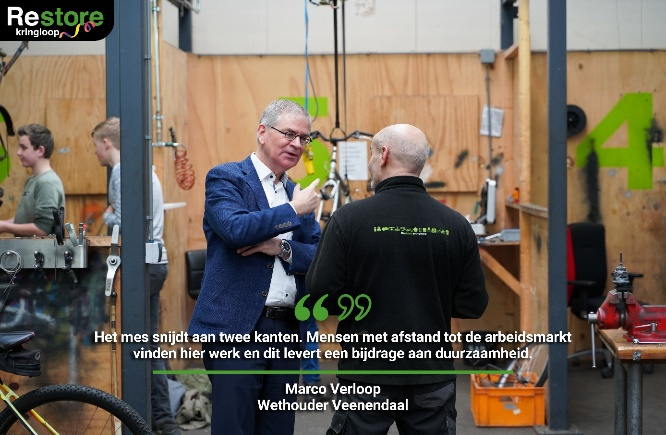 Restore
kringloop
4
Het mes snijdt aan twee kanten. Mensen met afstand tot de arbeidsmarkt
vinden hier werk en dit levert een bijdrage aan duurzaamheid.
Marco Verloop
Wethouder Veenendaal